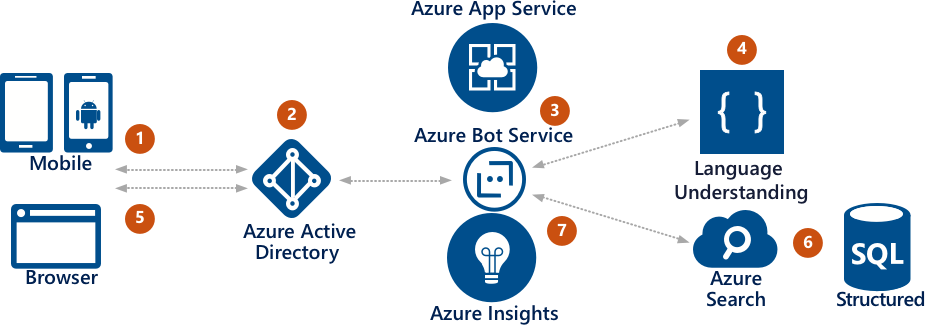 Azure App Service
4
2
3
1
Azure Bot Service
{ }
Mobile
Language
Understanding
5
7
6
Azure Active
Directory
SQL
Browser
Azure
Search
Structured
Azure Insights